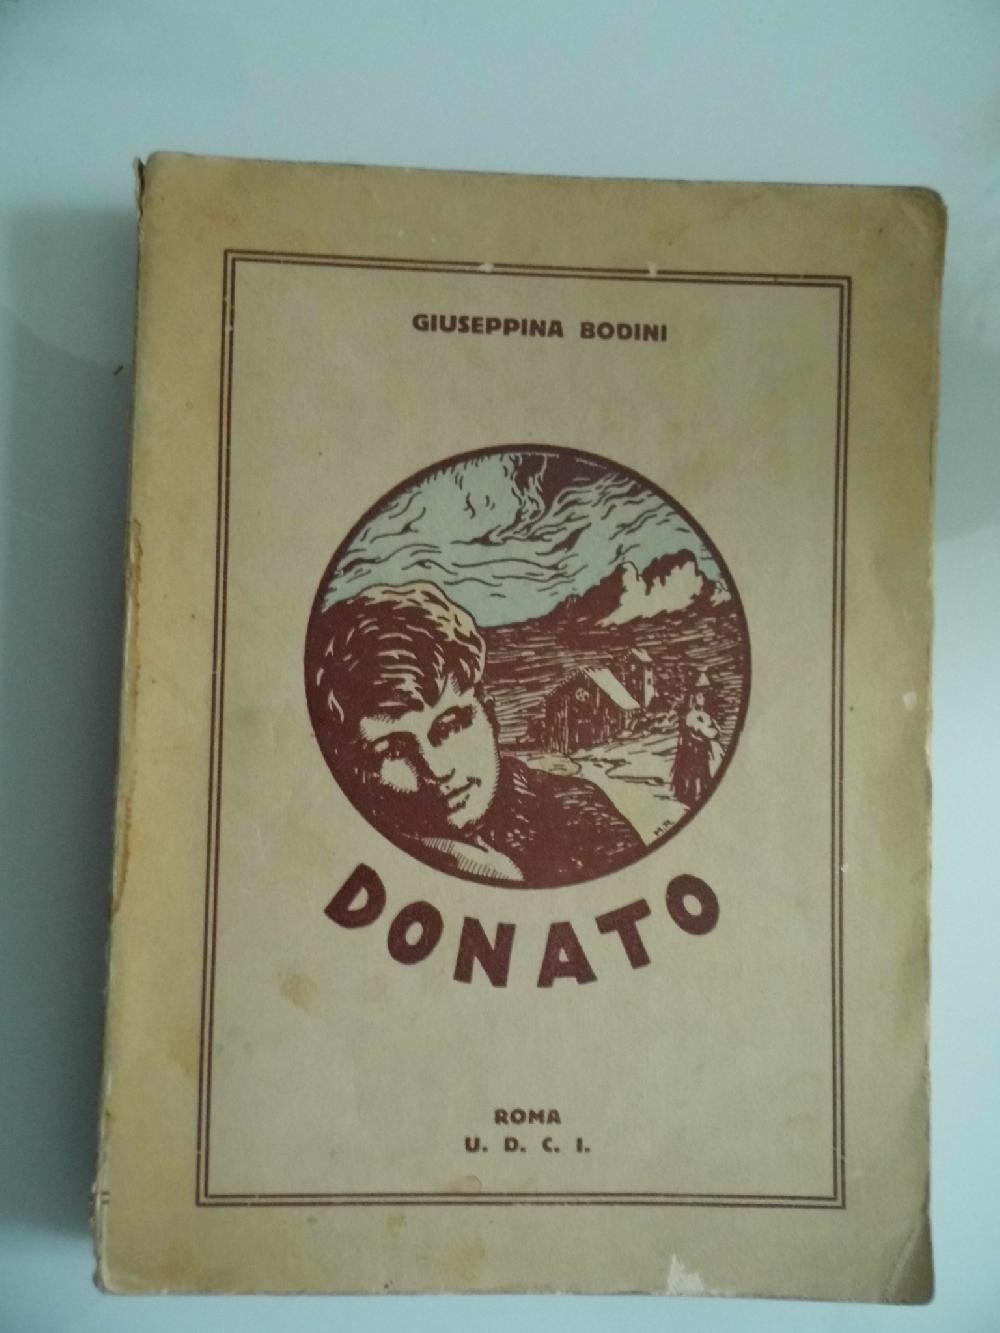 GIUSEPPINA BODINI
M.R.
DONATO
ROMA
U. D. C. I.